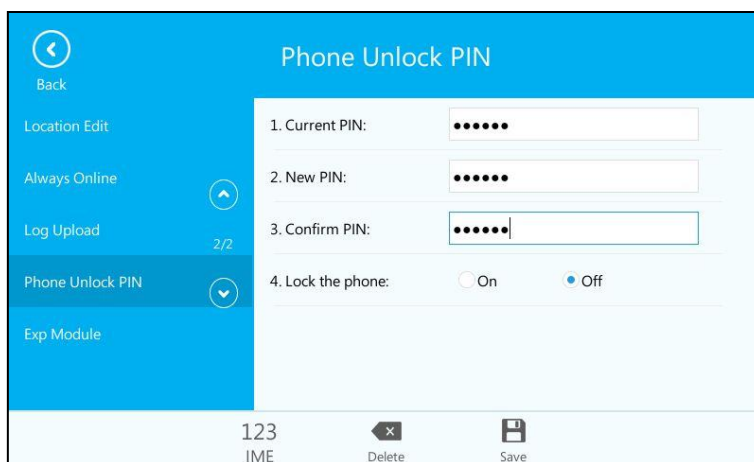 Phone Unlock PIN
Back
Location Edit
Always Online
Log Upload
2/2
Phone Unlock PIN
Exp Module
1. Current PIN: ••••••
2. New PIN: ••••••
3. Confirm PIN: ••••••
4. Lock the phone: On Off
123
IME
Delete
Save